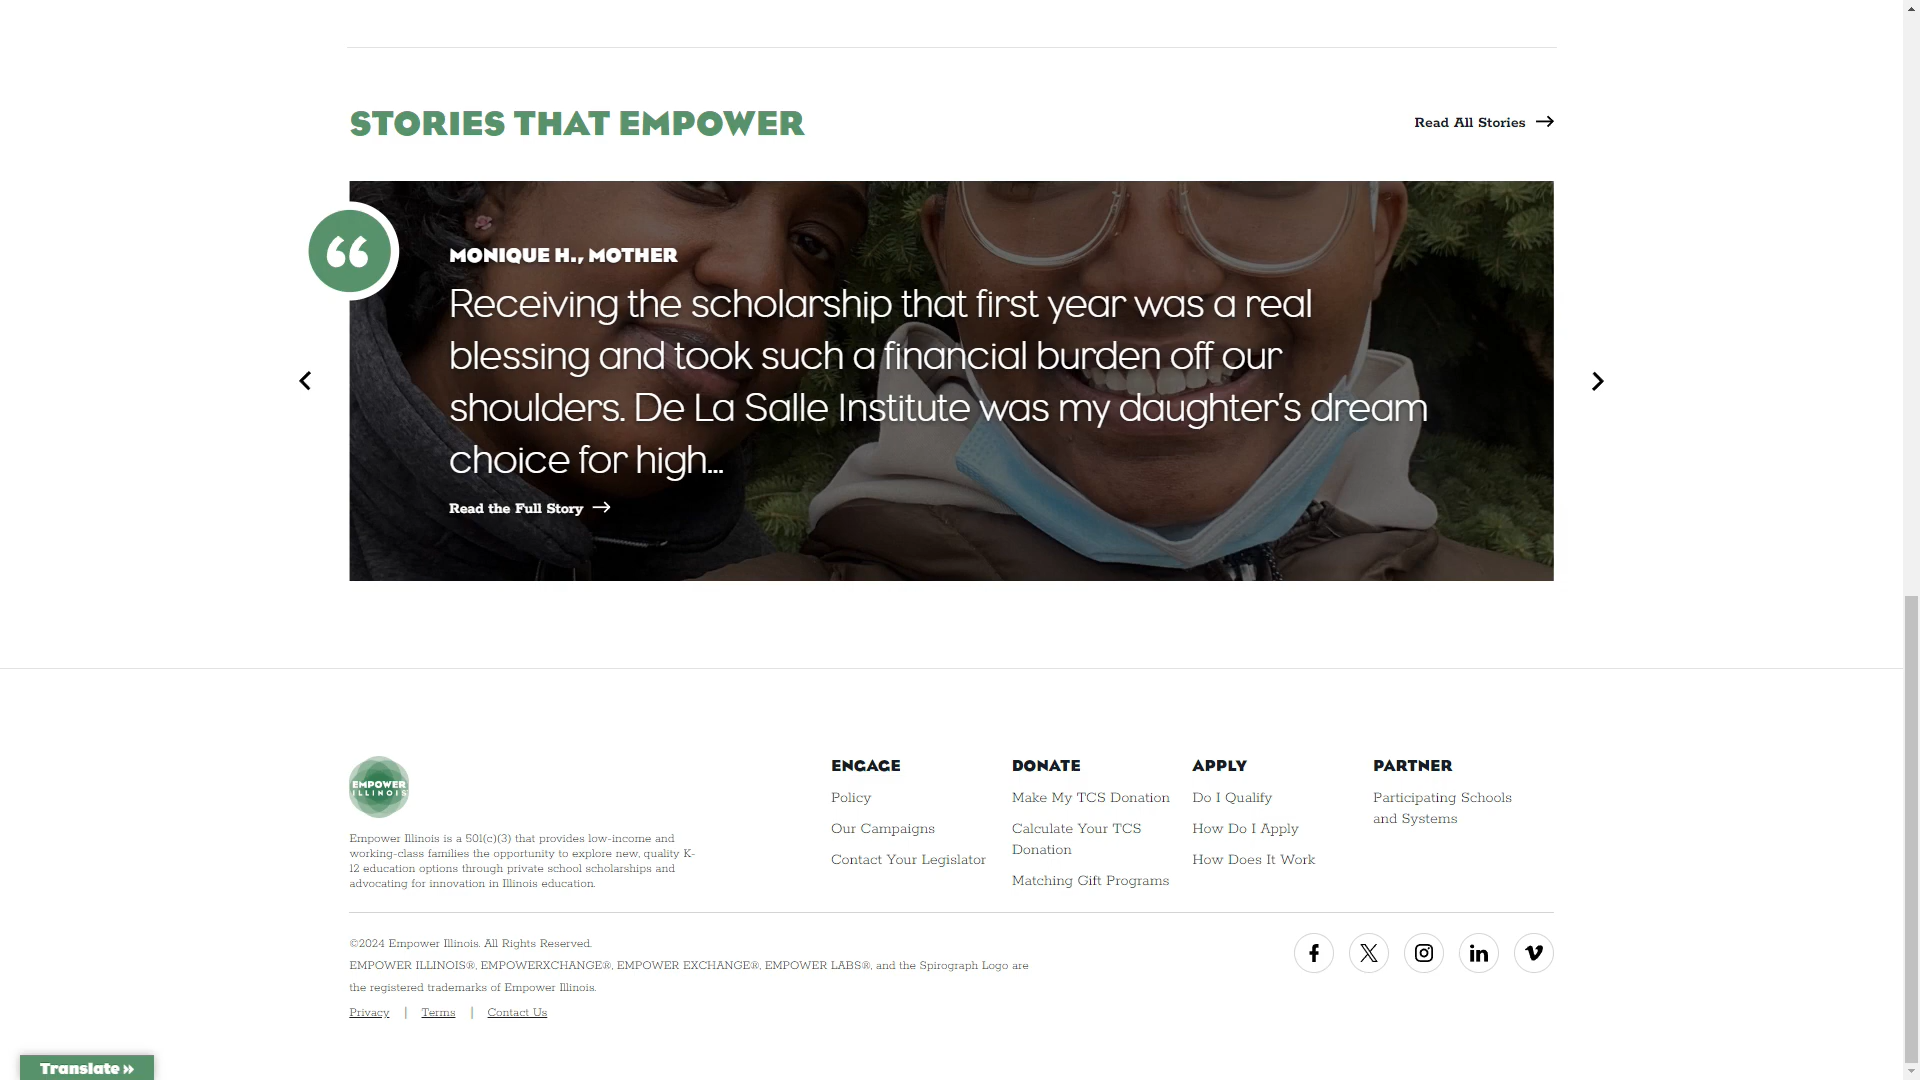 STORIES THAT EMPOWER
Read All Stories
MONIQUE H., MOTHER
Receiving the scholarship that first year was a real
blessing and took such a financial burden off our
shoulders. De La Salle Institute was my daughter's dream
choice for high...
Read the Full Story
EMPOWER
ILLINOIS
Empower Illinois is a 501(c)(3) that provides low-income and
working-class families the opportunity to explore new, quality K-
12 education options through private school scholarships and
advocating for innovation in Illinois education.
ENGAGE
Policy
Our Campaigns
Contact Your Legislator
DONATE
Make My TCS Donation
Calculate Your TCS
Donation
Matching Gift Programs
APPLY
Do I Qualify
How Do I Apply
How Does It Work
PARTNER
Participating Schools
and Systems
©2024 Empower Illinois. All Rights Reserved.
EMPOWER ILLINOIS®, EMPOWERXCHANGE®, EMPOWER EXCHANGE®, EMPOWER LABS®, and the Spirograph Logo are
the registered trademarks of Empower Illinois.
Privacy | Terms | Contact Us
Translate »